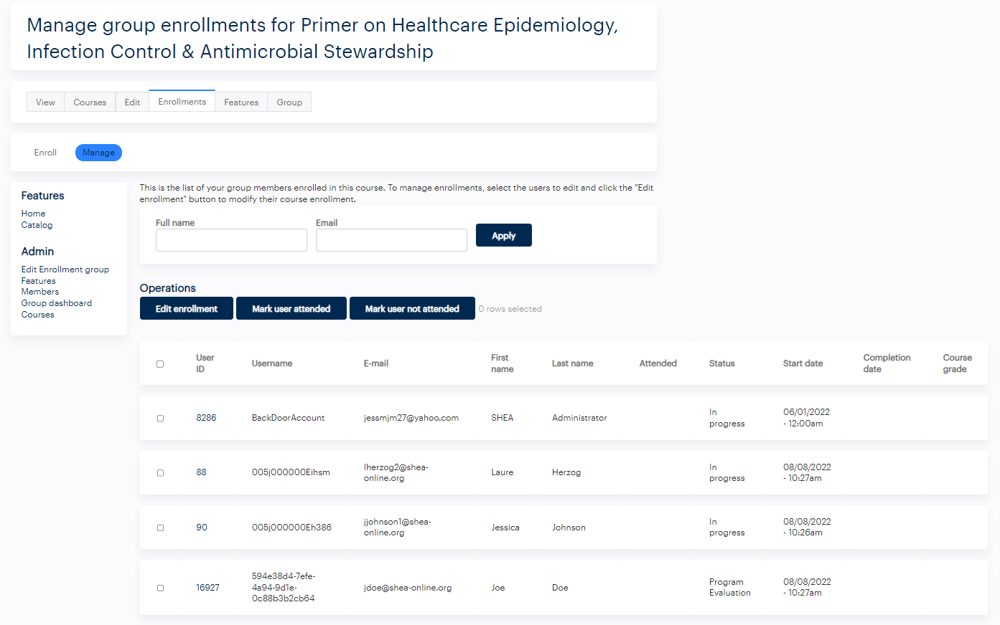 Manage group enrollments for Primer on Healthcare Epidemiology,
Infection Control & Antimicrobial Stewardship
View Courses Edit Enrollments Features Group
Enroll Manage
Features
Home
Catalog
Admin
Edit Enrollment group
Features
Members
Group dashboard
Courses
This is the list of your group members enrolled in this course. To manage enrollments, select the users to edit and click the "Edit
enrollment" button to modify their course enrollment.
Full name Email
Apply
Operations
Edit enrollment Mark user attended Mark user not attended 0 rows selected
User ID Username E-mail First name Last name Attended Status Start date Completion date Course grade
8286 BackDoorAccount jessmjm27@yahoo.com SHEA Administrator In progress 06/01/2022 - 12:00am
88 005j000000Eihsm lherzog2@shea-online.org Laure Herzog In progress 08/08/2022 - 10:27am
90 005j000000Eh386 jjohnson1@shea-online.org Jessica Johnson In progress 08/08/2022 - 10:26am
16927 594e38d4-7efe-4a94-9d1e-0c88b3b2cb64 jdoe@shea-online.org Joe Doe Program Evaluation 08/08/2022 - 10:27am